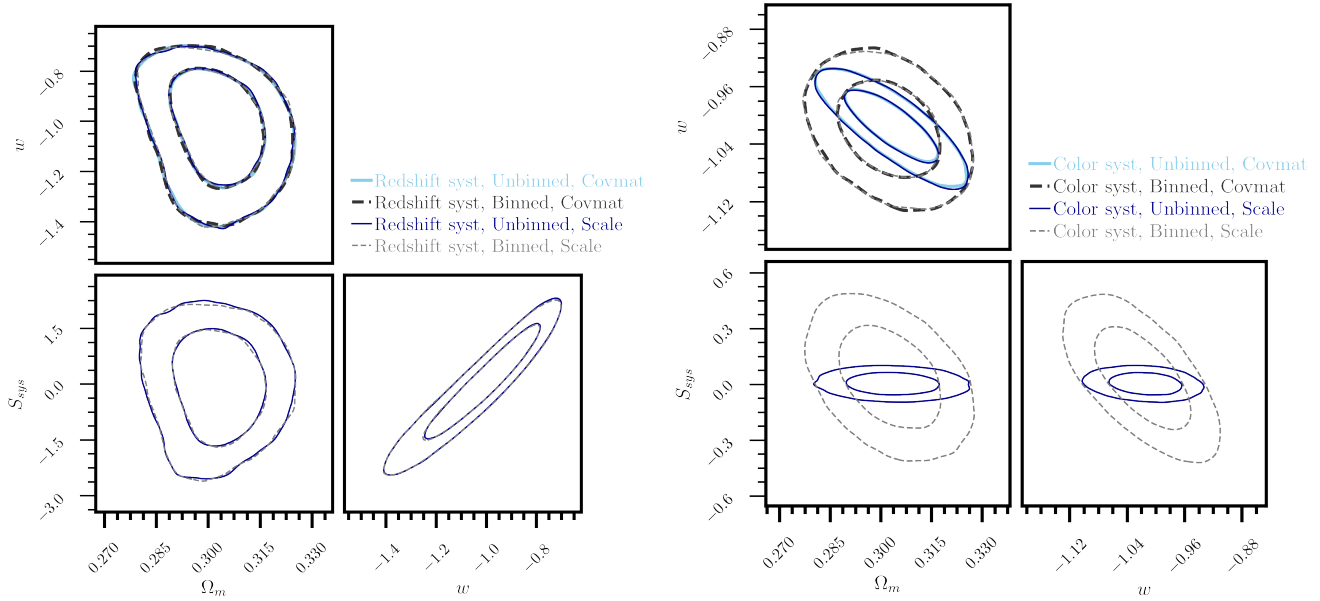 w
−0.8
−1.0
−1.2
−1.4
Redshift syst, Unbinned, Covmat
Redshift syst, Binned, Covmat
Redshift syst, Unbinned, Scale
Redshift syst, Binned, Scale
S_sys
1.5
0.0
−1.5
−3.0
0.270 0.285 0.300 0.315 0.330
Ω_m
−1.4 −1.2 −1.0 −0.8
w
w
−0.88
−0.96
−1.04
−1.12
Color syst, Unbinned, Covmat
Color syst, Binned, Covmat
Color syst, Unbinned, Scale
Color syst, Binned, Scale
S_sys
0.6
0.3
0.0
−0.3
−0.6
0.270 0.285 0.300 0.315 0.330
Ω_m
−1.12 −1.04 −0.96 −0.88
w